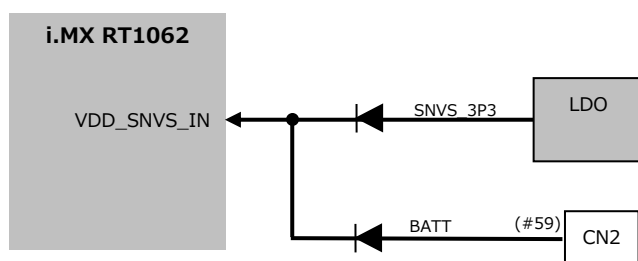 i.MX RT1062
VDD_SNVS_IN
SNVS_3P3
LDO
BATT
(#59)
CN2